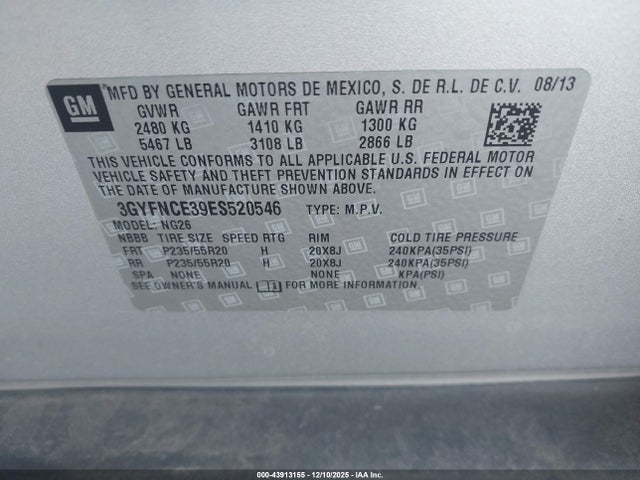 GM
MFD BY GENERAL MOTORS DE MEXICO, S. DE R.L. DE C.V. 08/13
GVWR GAWR FRT GAWR RR
2480 KG 1410 KG 1300 KG
5467 LB 3108 LB 2866 LB
THIS VEHICLE CONFORMS TO ALL APPLICABLE U.S. FEDERAL MOTOR
VEHICLE SAFETY AND THEFT PREVENTION STANDARDS IN EFFECT ON
THE DATE OF MANUFACTURE SHOWN ABOVE.
3GYFNCE39ES520546 TYPE: M.P.V.
MODEL: NG26
NBBB TIRE SIZE SPEED RTG RIM COLD TIRE PRESSURE
FRT P235/55R20 H 20X8J 240KPA(35PSI)
RR P235/55R20 H 20X8J 240KPA(35PSI)
SPA NONE NONE KPA(PSI)
SEE OWNER'S MANUAL FOR MORE INFORMATION
000-43913155 - 12/10/2025 - IAA Inc.